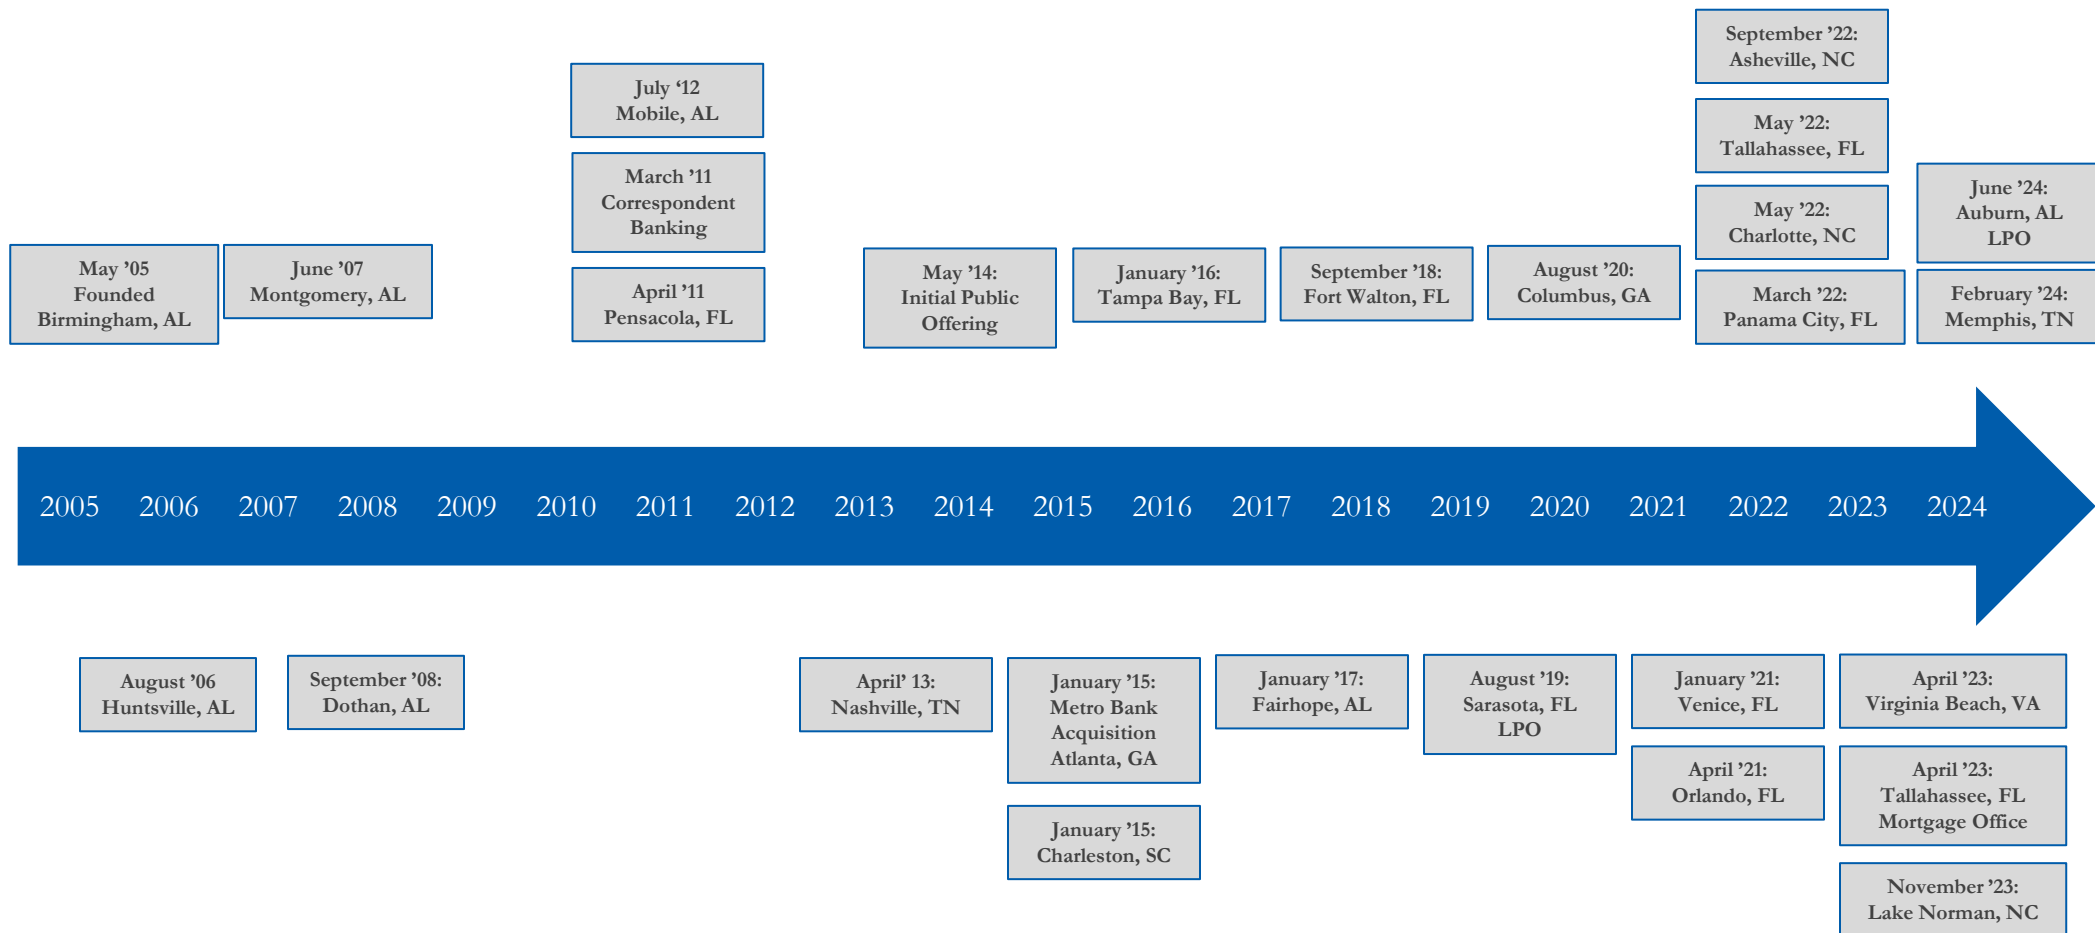 September ’22:
Asheville, NC
July ‘12
Mobile, AL
May ’22:
Tallahassee, FL
March ’11
Correspondent
Banking
June ’24:
Auburn, AL
LPO
May ’22:
Charlotte, NC
May ’05
Founded
Birmingham, AL
June ’07
Montgomery, AL
April ’11
Pensacola, FL
May ’14:
Initial Public
Offering
January ’16:
Tampa Bay, FL
September ’18:
Fort Walton, FL
August ’20:
Columbus, GA
March ’22:
Panama City, FL
February ’24:
Memphis, TN
2005 2006 2007 2008 2009 2010 2011 2012 2013 2014 2015 2016 2017 2018 2019 2020 2021 2022 2023 2024
August ’06
Huntsville, AL
September ’08:
Dothan, AL
April’ 13:
Nashville, TN
January ’15:
Metro Bank
Acquisition
Atlanta, GA
January ’17:
Fairhope, AL
August ’19:
Sarasota, FL
LPO
January ’21:
Venice, FL
April ’23:
Virginia Beach, VA
April ’21:
Orlando, FL
April ’23:
Tallahassee, FL
Mortgage Office
January ’15:
Charleston, SC
November ’23:
Lake Norman, NC